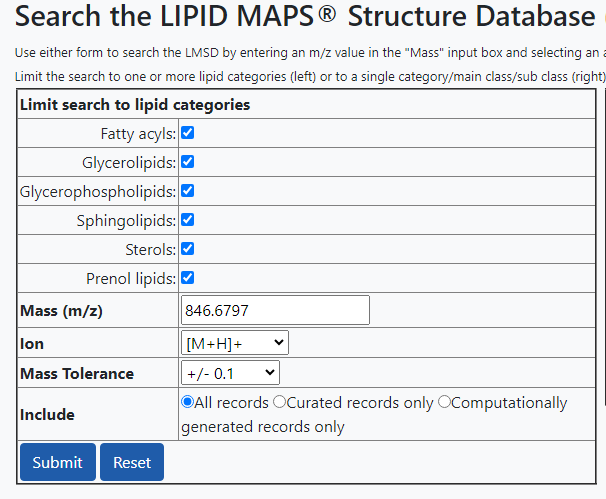 Search the LIPID MAPS® Structure Database
Use either form to search the LMSD by entering an m/z value in the "Mass" input box and selecting an
Limit the search to one or more lipid categories (left) or to a single category/main class/sub class (right)
Limit search to lipid categories
Fatty acyls:
Glycerolipids:
Glycerophospholipids:
Sphingolipids:
Sterols:
Prenol lipids:
Mass (m/z) 846.6797
Ion [M+H]+
Mass Tolerance +/- 0.1
Include All records Curated records only Computationally
generated records only
Submit Reset